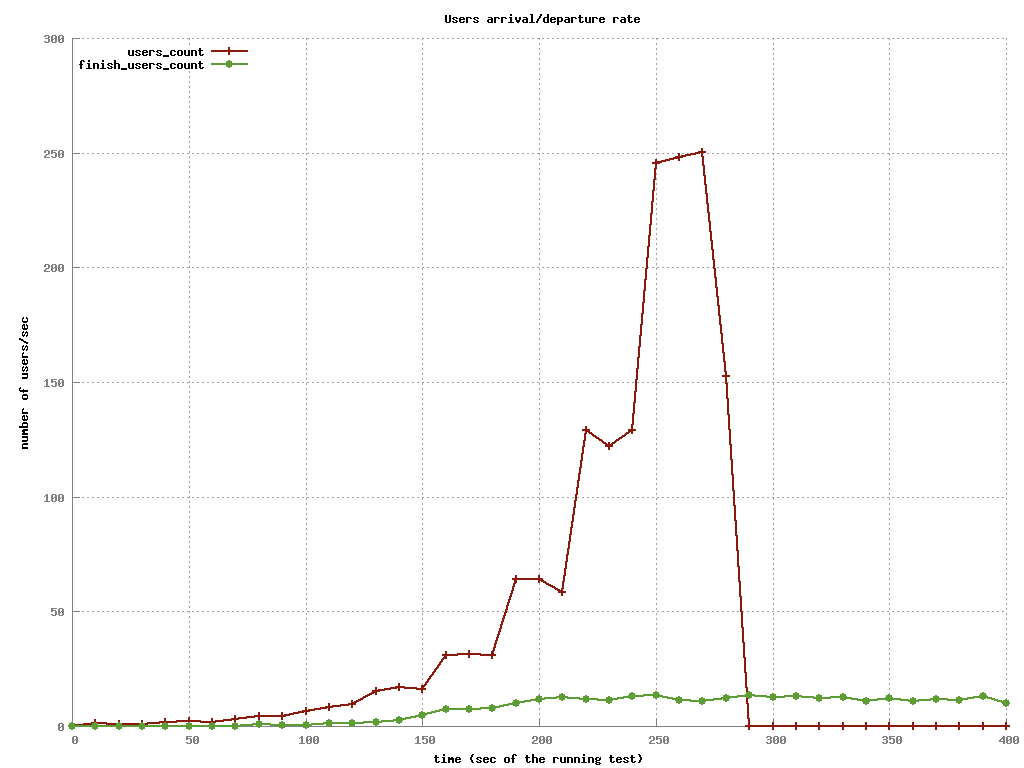 Users arrival/departure rate
300
users_count
finish_users_count
250
200
150
number of users/sec
100
50
0
0 50 100 150 200 250 300 350 400
time (sec of the running test)